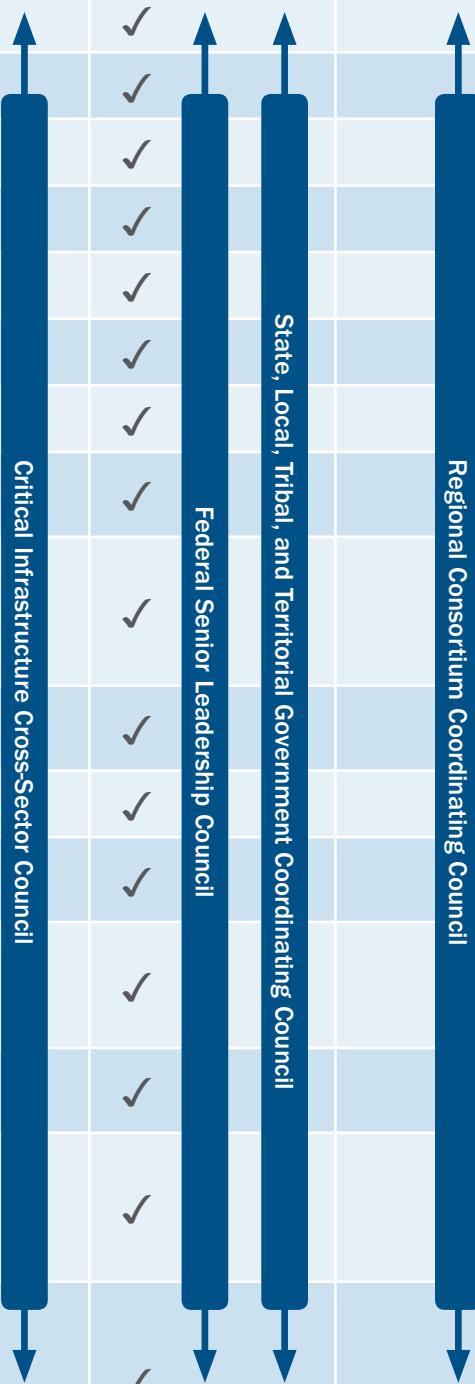 Critical Infrastructure Cross-Sector Council
Federal Senior Leadership Council
State, Local, Tribal, and Territorial Government Coordinating Council
Regional Consortium Coordinating Council